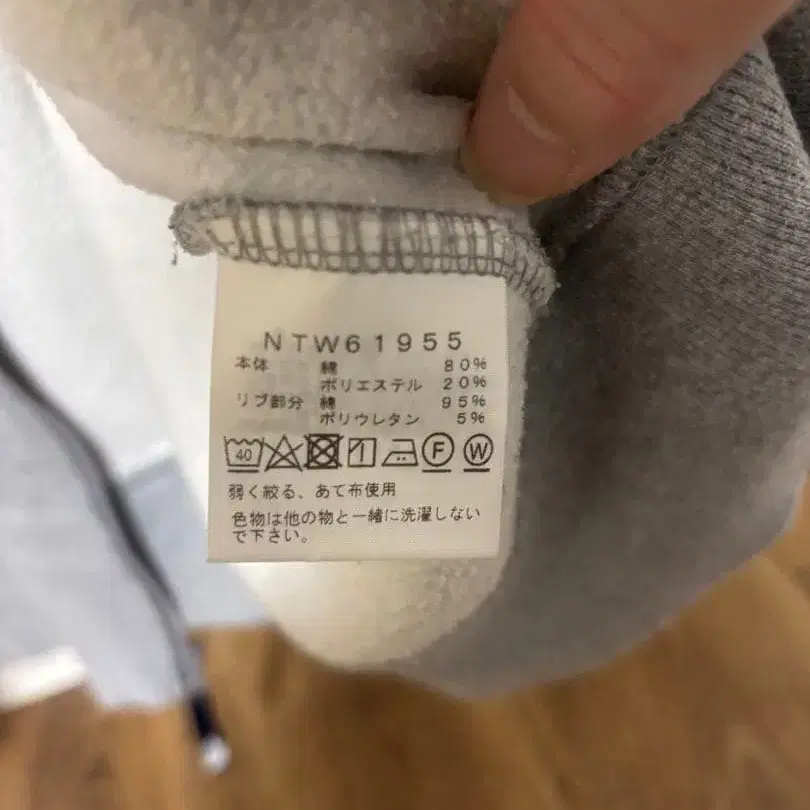 NTW61955
本体 綿 80%
ポリエステル 20%
リブ部分 綿 95%
ポリウレタン 5%
40 F W
弱く絞る、あて布使用
色物は他の物と一緒に洗濯しない
で下さい。